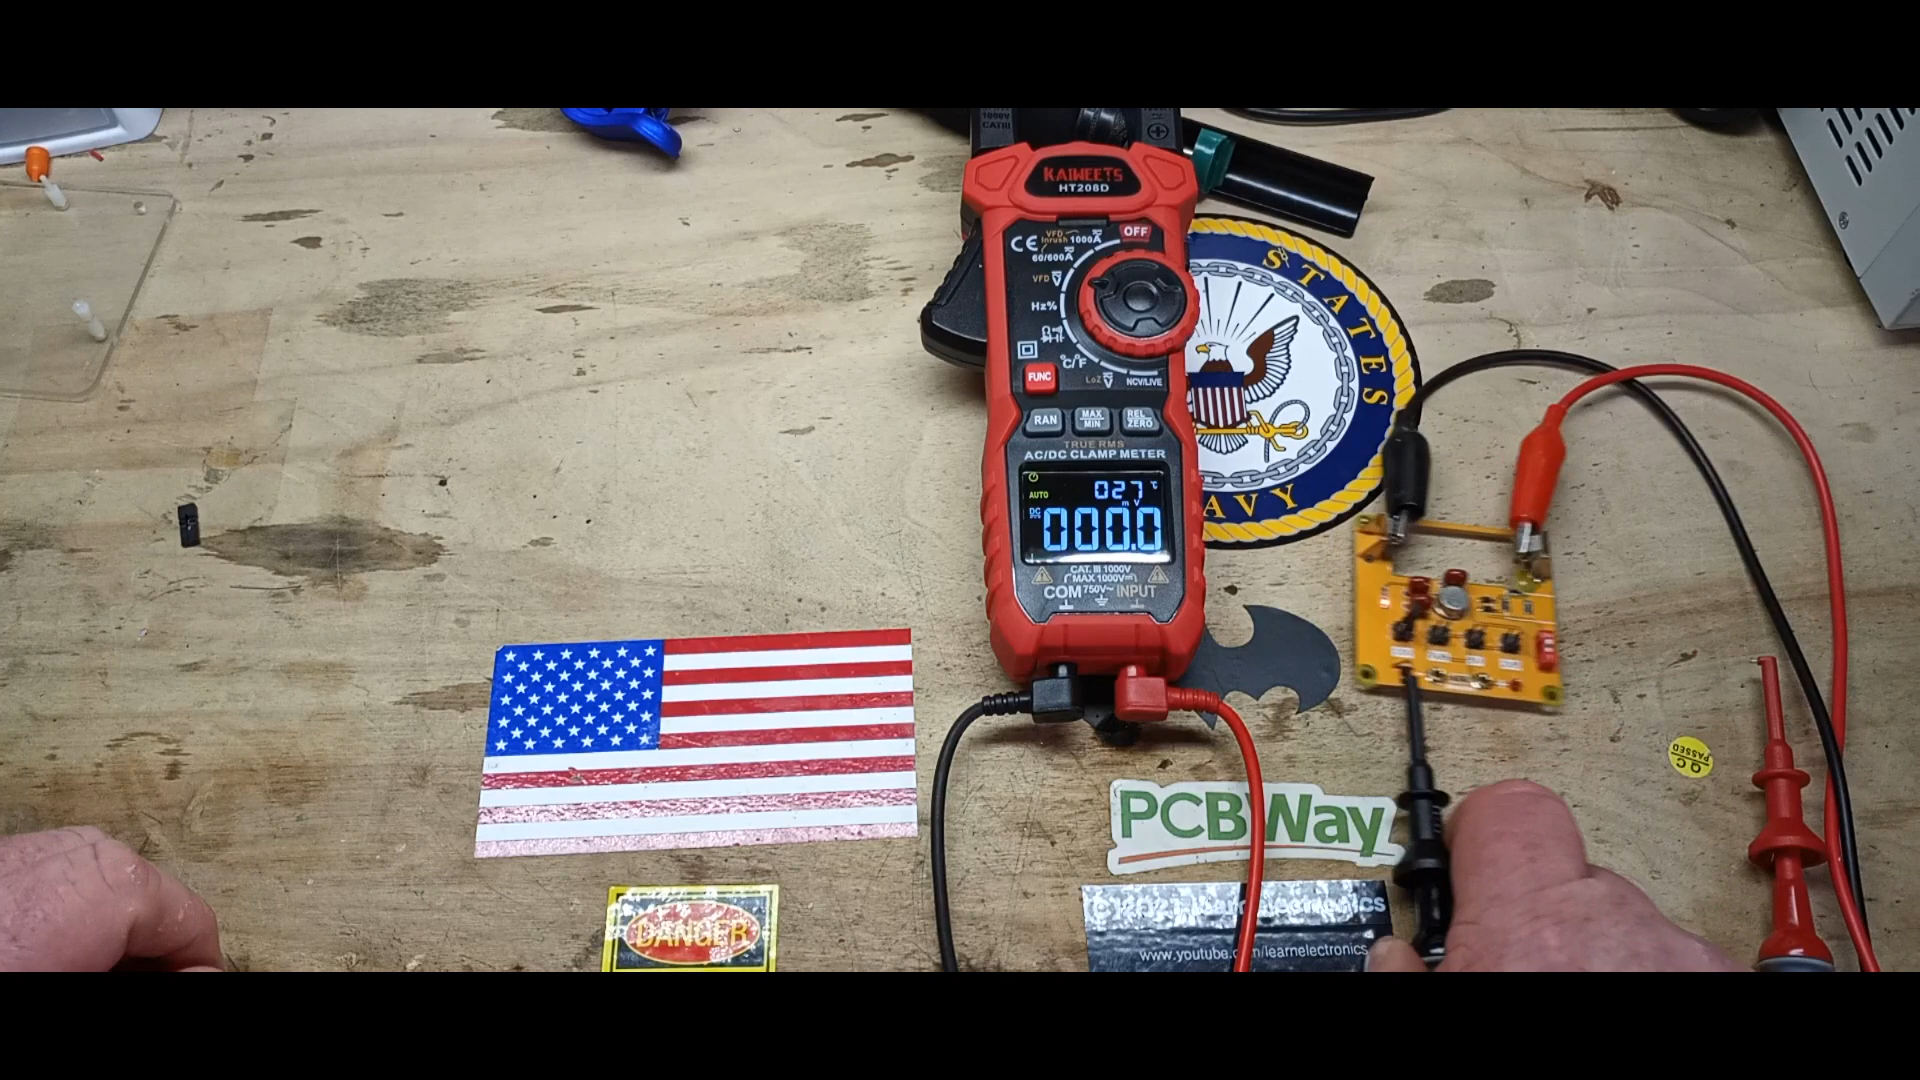 1000V
CATIII
KAIWEETS
HT208D
OFF
CE
VFD
Inrush 1000A
60/600A
VFD V
Hz%
Ω
°C/°F
LoZ V
NCV/LIVE
FUNC
RAN
MAX
MIN
REL
ZERO
TRUE RMS
AC/DC CLAMP METER
AUTO
027 °C
m V
DC
000.0
CAT. III 1000V
MAX 1000V
COM 750V~ INPUT
STATES
AVY
QC
PASSED
PCBWay
DANGER
www.youtube.c m/learnelectronics